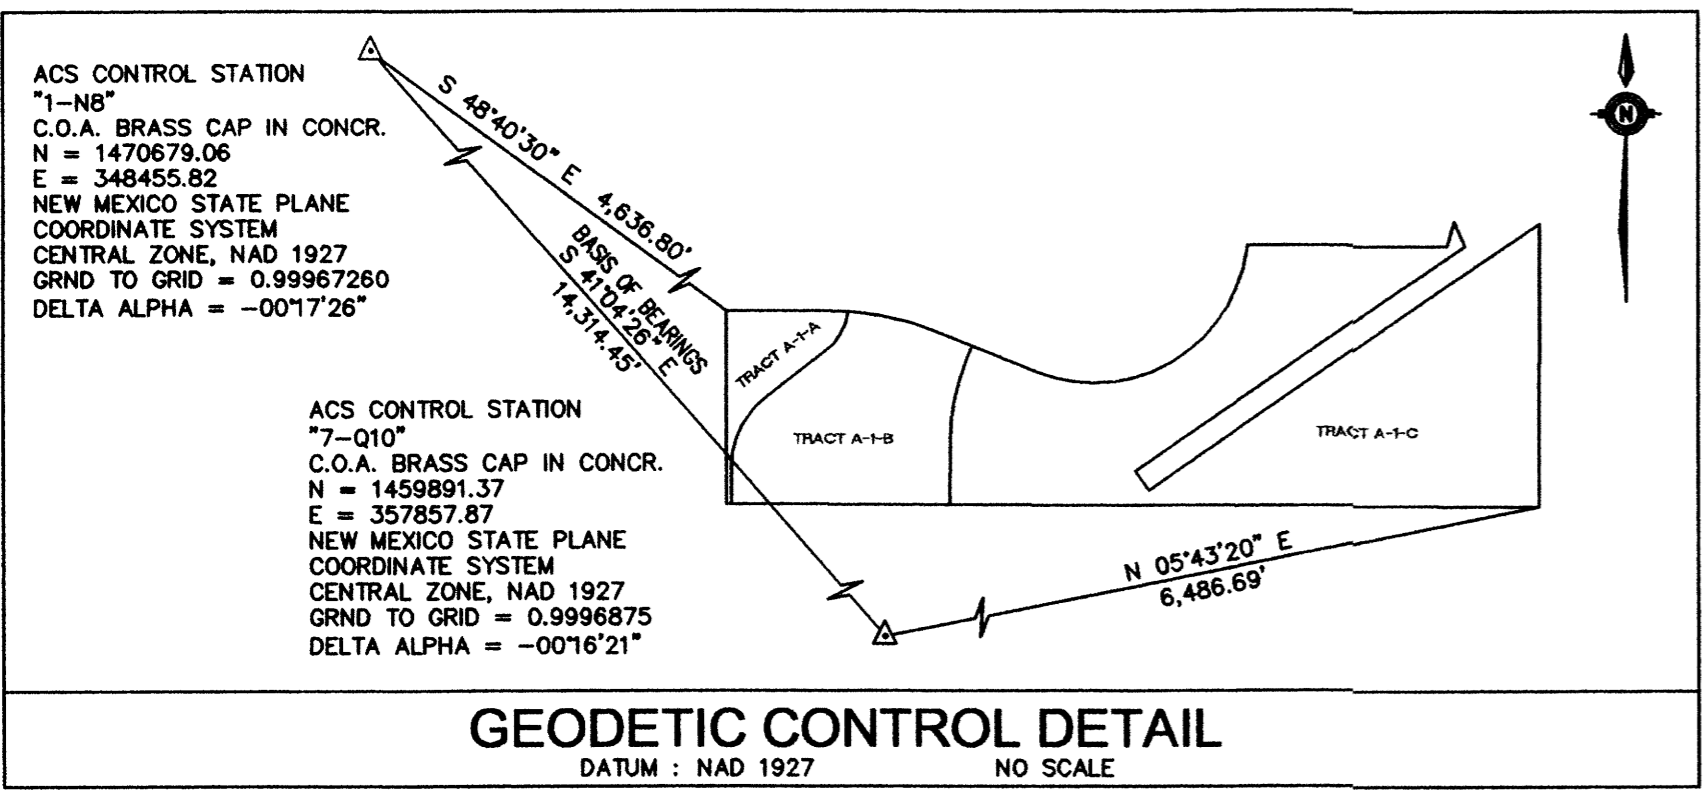 ACS CONTROL STATION
"1-N8"
C.O.A. BRASS CAP IN CONCR.
N = 1470679.06
E = 348455.82
NEW MEXICO STATE PLANE
COORDINATE SYSTEM
CENTRAL ZONE, NAD 1927
GRND TO GRID = 0.99967260
DELTA ALPHA = -00°17'26"
S 48°40'30" E 4,636.80'
BASIS OF BEARINGS
S 41°04'26" E
14,314.45'
N
TRACT A-1-A
TRACT A-1-B
TRACT A-1-C
ACS CONTROL STATION
"7-Q10"
C.O.A. BRASS CAP IN CONCR.
N = 1459891.37
E = 357857.87
NEW MEXICO STATE PLANE
COORDINATE SYSTEM
CENTRAL ZONE, NAD 1927
GRND TO GRID = 0.9996875
DELTA ALPHA = -00°16'21"
N 05°43'20" E
6,486.69'
GEODETIC CONTROL DETAIL
DATUM : NAD 1927 NO SCALE